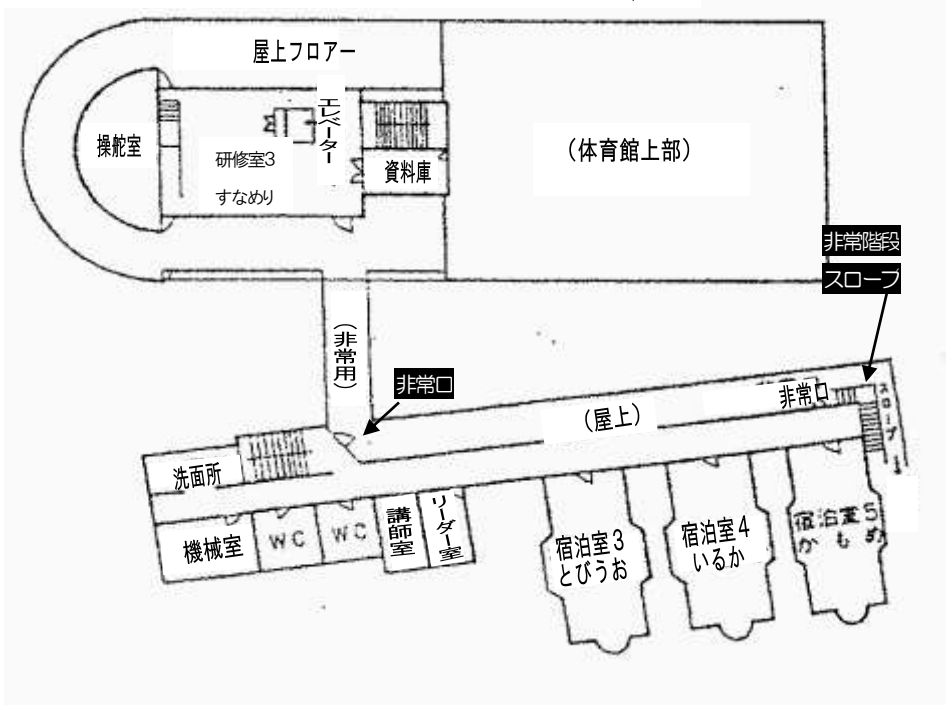 屋上フロアー
エレベーター
操舵室
研修室3
すなめり
資料庫
（体育館上部）
非常階段
スロープ
（非常用）
非常口
非常口
スロープ
（屋上）
洗面所
機械室
WC
WC
講師室
リーダー室
宿泊室3
とびうお
宿泊室4
いるか
宿泊室5
かもめ